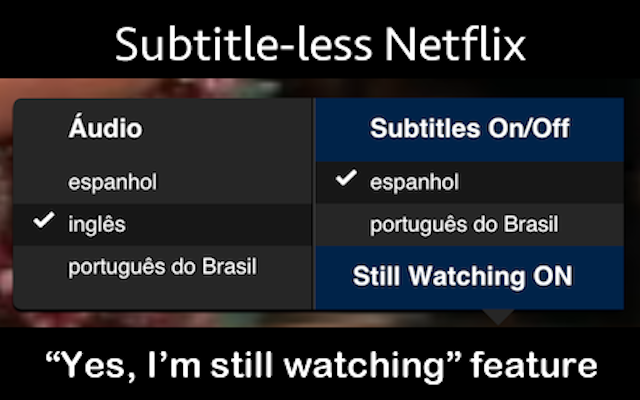 Subtitle-less Netflix
Áudio
espanhol
inglês
português do Brasil
Subtitles On/Off
espanhol
português do Brasil
Still Watching ON
“Yes, I’m still watching” feature